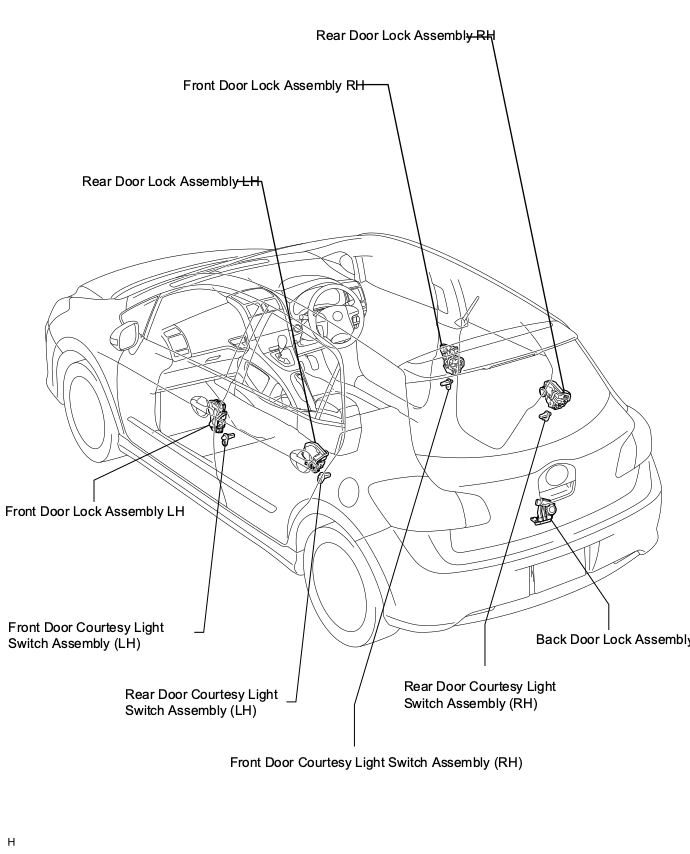 Rear Door Lock Assembly RH
Front Door Lock Assembly RH
Rear Door Lock Assembly LH
Front Door Lock Assembly LH
Front Door Courtesy Light
Switch Assembly (LH)
Back Door Lock Assembly
Rear Door Courtesy Light
Switch Assembly (RH)
Rear Door Courtesy Light
Switch Assembly (LH)
Front Door Courtesy Light Switch Assembly (RH)
H